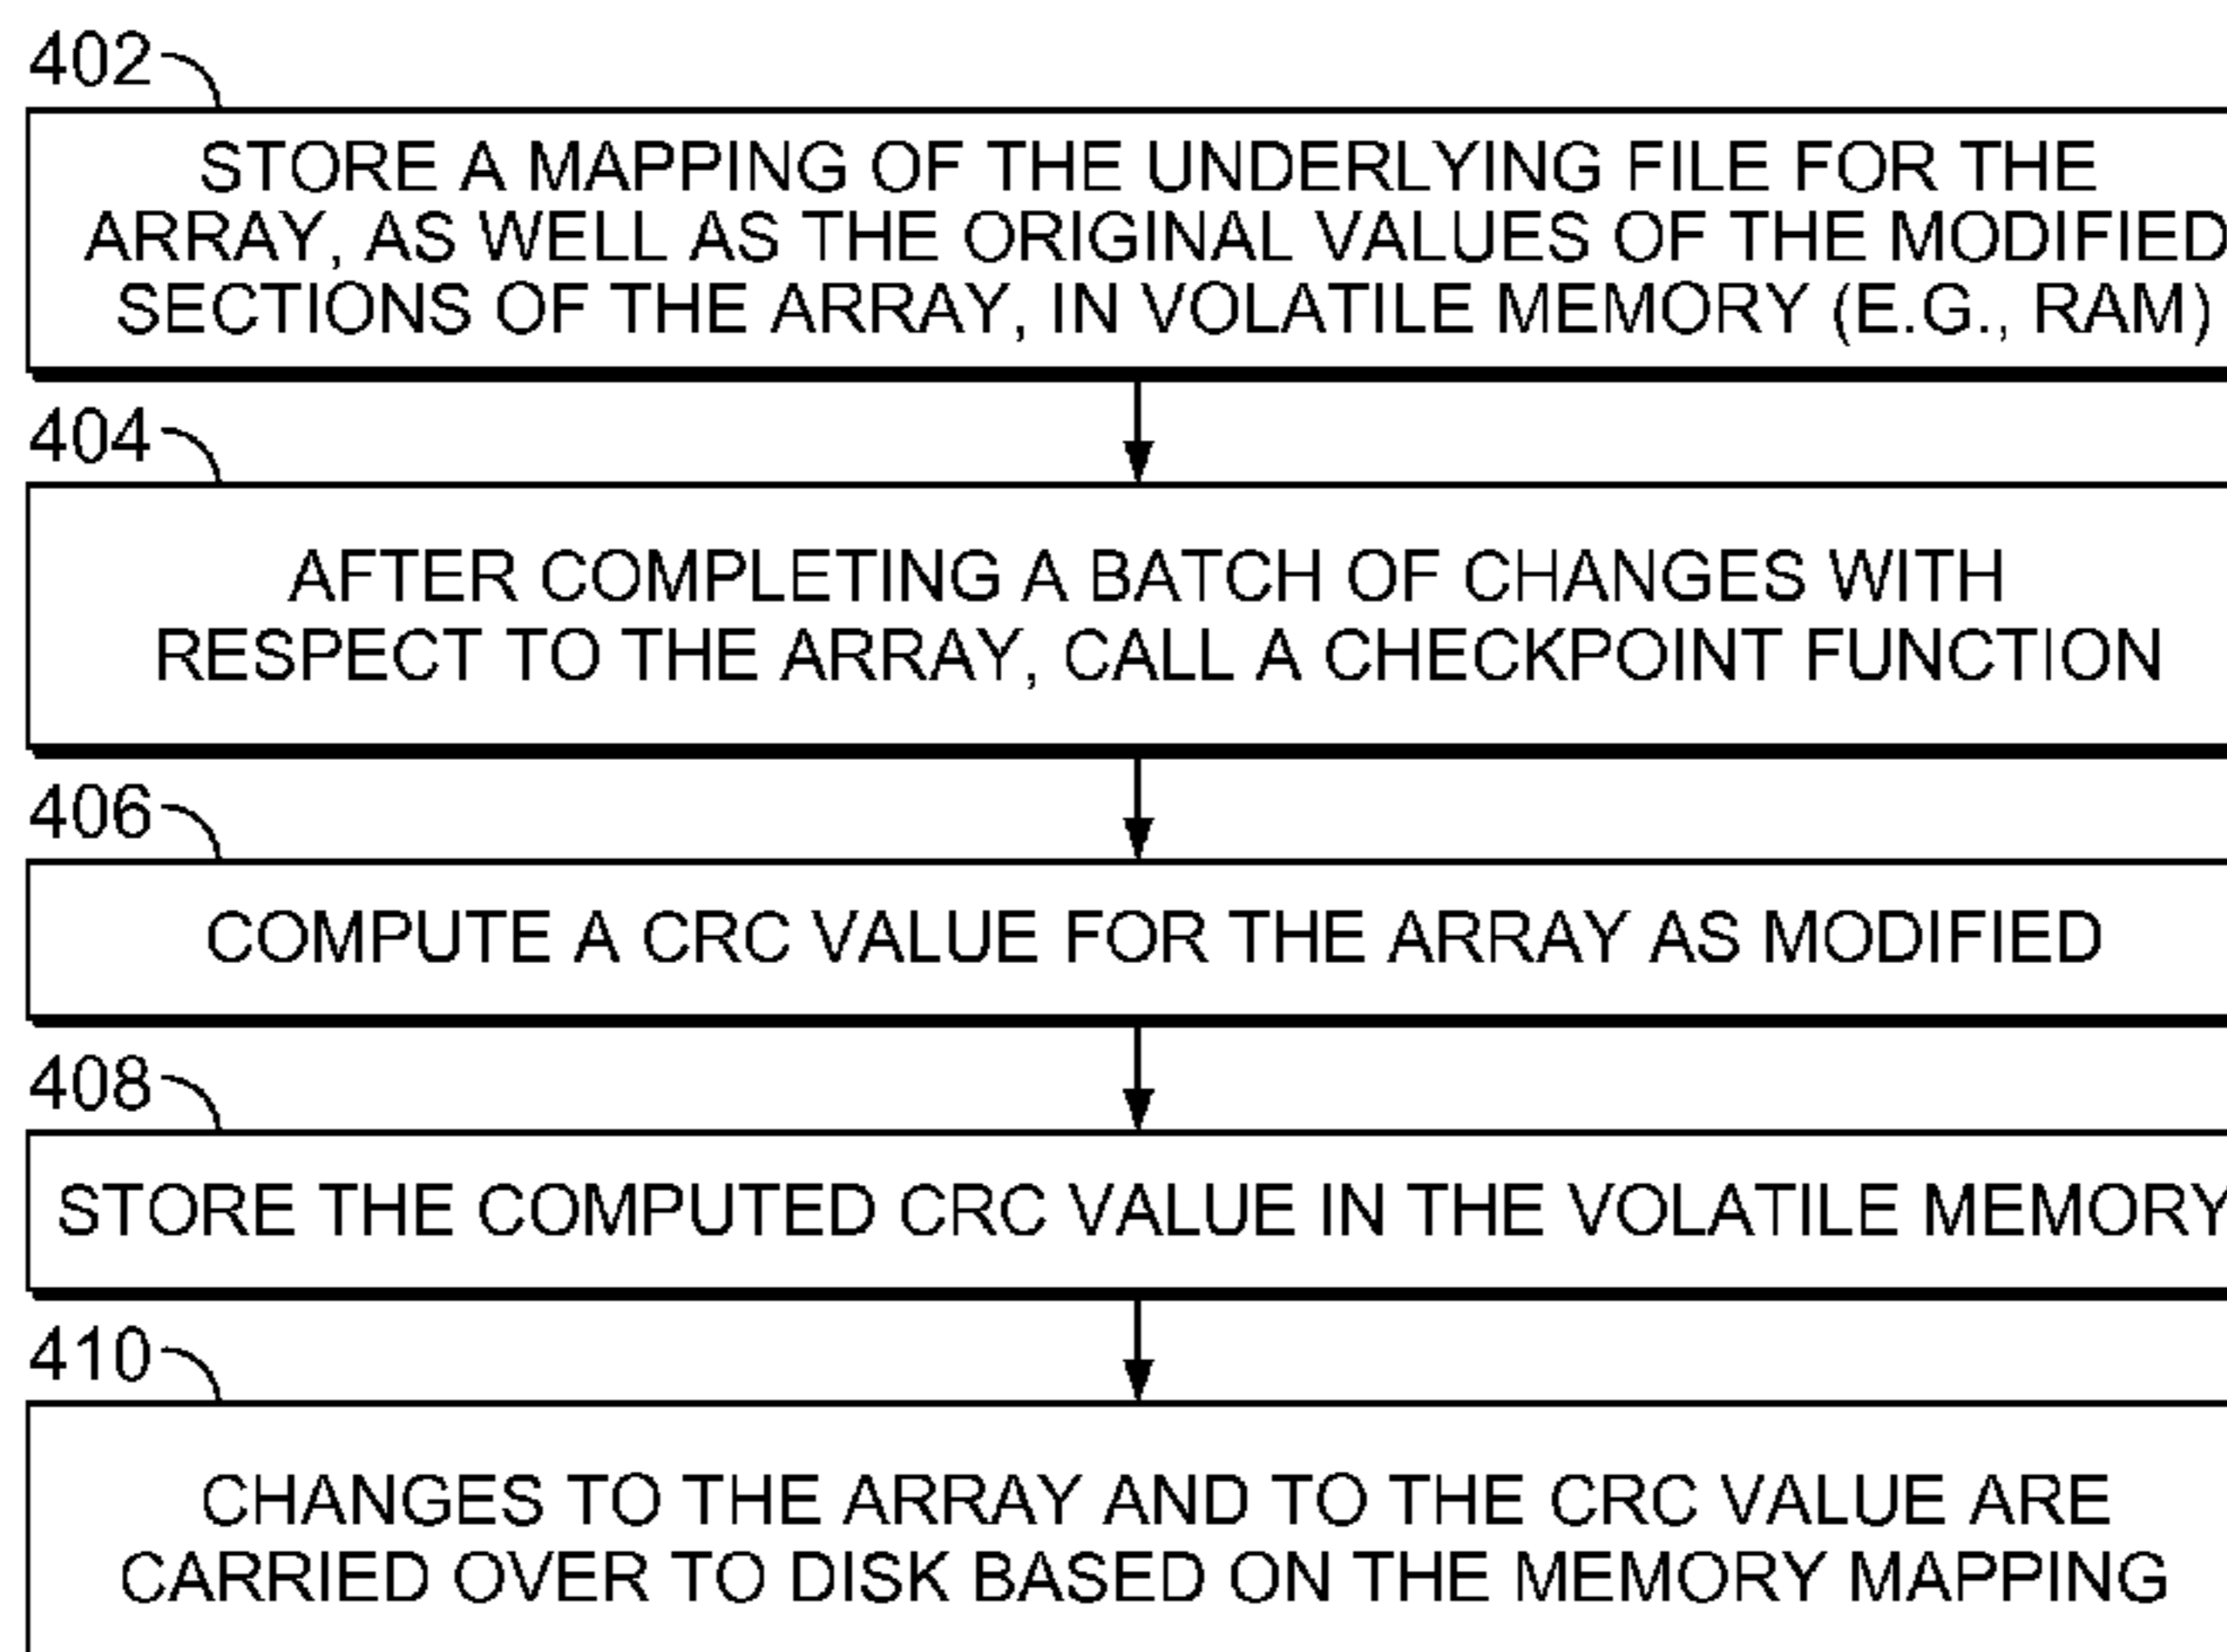 402
STORE A MAPPING OF THE UNDERLYING FILE FOR THE
ARRAY, AS WELL AS THE ORIGINAL VALUES OF THE MODIFIED
SECTIONS OF THE ARRAY, IN VOLATILE MEMORY (E.G., RAM)
404
AFTER COMPLETING A BATCH OF CHANGES WITH
RESPECT TO THE ARRAY, CALL A CHECKPOINT FUNCTION
406
COMPUTE A CRC VALUE FOR THE ARRAY AS MODIFIED
408
STORE THE COMPUTED CRC VALUE IN THE VOLATILE MEMORY
410
CHANGES TO THE ARRAY AND TO THE CRC VALUE ARE
CARRIED OVER TO DISK BASED ON THE MEMORY MAPPING